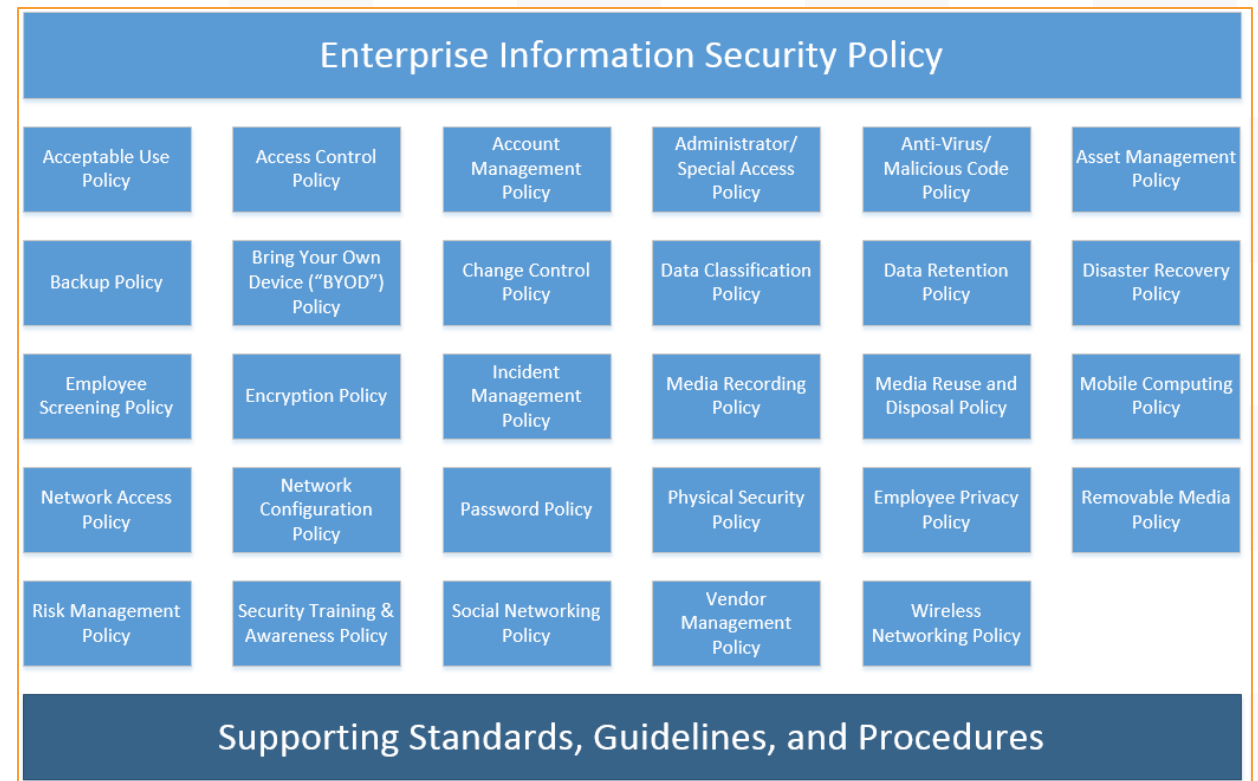 Enterprise Information Security Policy
Acceptable Use
Policy
Access Control
Policy
Account
Management
Policy
Administrator/
Special Access
Policy
Anti-Virus/
Malicious Code
Policy
Asset Management
Policy
Backup Policy
Bring Your Own
Device (“BYOD”)
Policy
Change Control
Policy
Data Classification
Policy
Data Retention
Policy
Disaster Recovery
Policy
Employee
Screening Policy
Encryption Policy
Incident
Management
Policy
Media Recording
Policy
Media Reuse and
Disposal Policy
Mobile Computing
Policy
Network Access
Policy
Network
Configuration
Policy
Password Policy
Physical Security
Policy
Employee Privacy
Policy
Removable Media
Policy
Risk Management
Policy
Security Training &
Awareness Policy
Social Networking
Policy
Vendor
Management
Policy
Wireless
Networking Policy
Supporting Standards, Guidelines, and Procedures